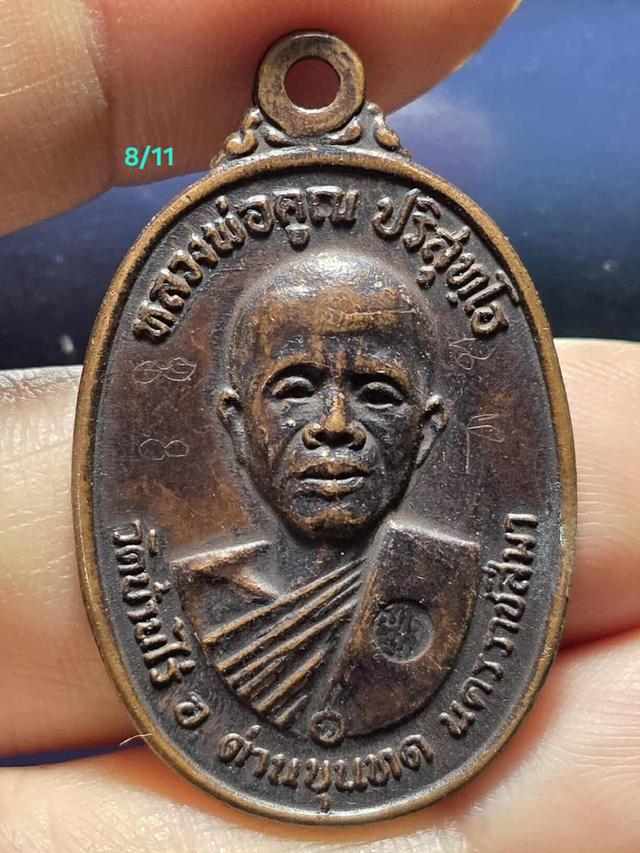 8/11
หลวงพ่อคูณ ปริสุทฺโธ
๑
วัดบ้านไร่ อ ด่านขุนทด นครราชสีมา